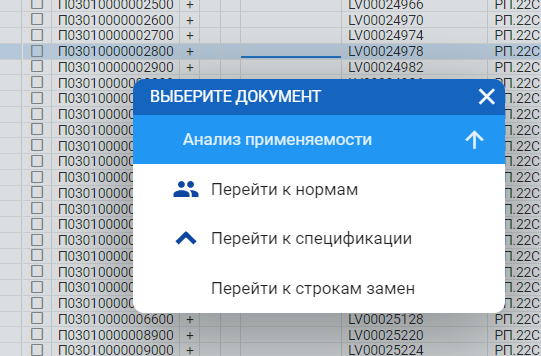 П03010000002500 + LV00024966 РП.22С
П03010000002600 + LV00024970 РП.22С
П03010000002700 + LV00024974 РП.22С
П03010000002800 + LV00024978 РП.22С
П03010000002900 + LV00024982 РП.22С
ВЫБЕРИТЕ ДОКУМЕНТ
Анализ применяемости
Перейти к нормам
Перейти к спецификации
Перейти к строкам замен
П03010000006600 + LV00025128 РП.22С
П03010000008900 + LV00025220 РП.22С
П03010000009000 + LV00025224 РП.22С